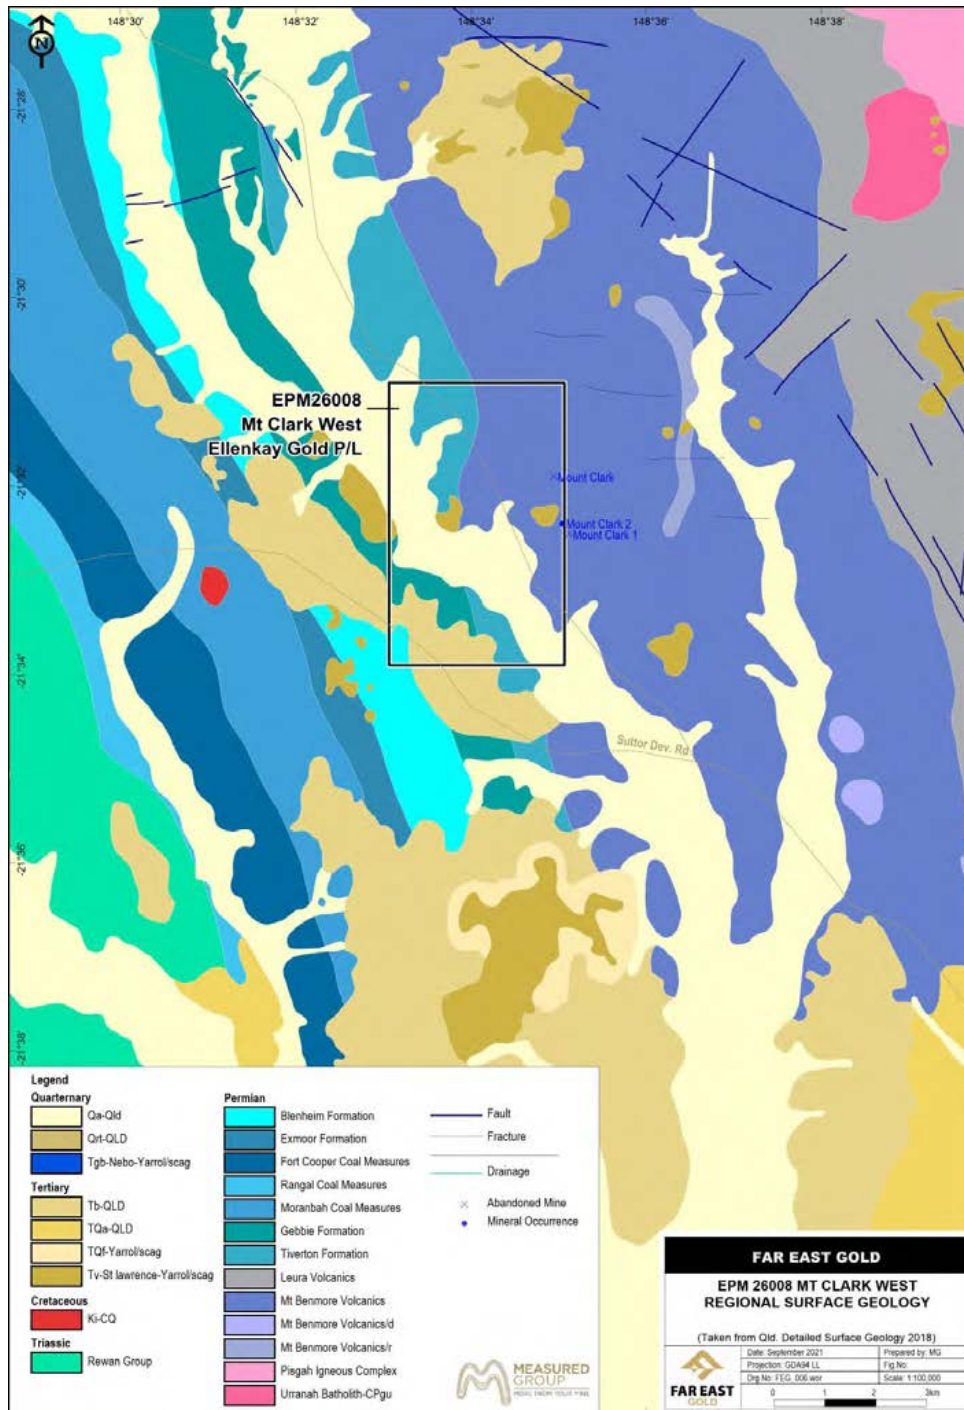 148°30'
148°32'
148°34'
148°36'
148°38'
N
-21°28'
-21°30'
-21°32'
-21°34'
-21°36'
-21°38'
EPM26008
Mt Clark West
Ellenkay Gold P/L
Mount Clark
Mount Clark 2
Mount Clark 1
Suttor Dev. Rd
Legend
Quarternary
Qa-Qld
Qrt-QLD
Tgb-Nebo-Yarrol/scag
Tertiary
Tb-QLD
TQa-QLD
TQf-Yarrol/scag
Tv-St lawrence-Yarrol/scag
Cretaceous
Ki-CQ
Triassic
Rewan Group
Permian
Blenheim Formation
Exmoor Formation
Fort Cooper Coal Measures
Rangal Coal Measures
Moranbah Coal Measures
Gebbie Formation
Tiverton Formation
Leura Volcanics
Mt Benmore Volcanics
Mt Benmore Volcanics/d
Mt Benmore Volcanics/r
Pisgah Igneous Complex
Urranah Batholith-CPgu
Fault
Fracture
Drainage
Abandoned Mine
Mineral Occurrence
MEASURED
GROUP
FAR EAST GOLD
EPM 26008 MT CLARK WEST
REGIONAL SURFACE GEOLOGY
(Taken from Qld. Detailed Surface Geology 2018)
FAR EAST
GOLD
Date: September 2021
Prepared by: MG
Projection: GDA94 LL
Fig No:
Drg No: FEG_006.wor
Scale: 1:100,000
0 1 2 3km